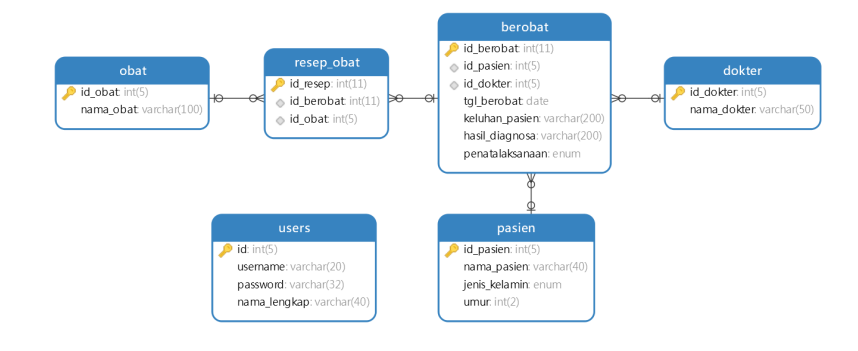 obat
id_obat: int(5)
nama_obat: varchar(100)
resep_obat
id_resep: int(11)
id_berobat: int(11)
id_obat: int(5)
berobat
id_berobat: int(11)
id_pasien: int(5)
id_dokter: int(5)
tgl_berobat: date
keluhan_pasien: varchar(200)
hasil_diagnosa: varchar(200)
penatalaksanaan: enum
dokter
id_dokter: int(5)
nama_dokter: varchar(50)
users
id: int(5)
username: varchar(20)
password: varchar(32)
nama_lengkap: varchar(40)
pasien
id_pasien: int(5)
nama_pasien: varchar(40)
jenis_kelamin: enum
umur: int(2)